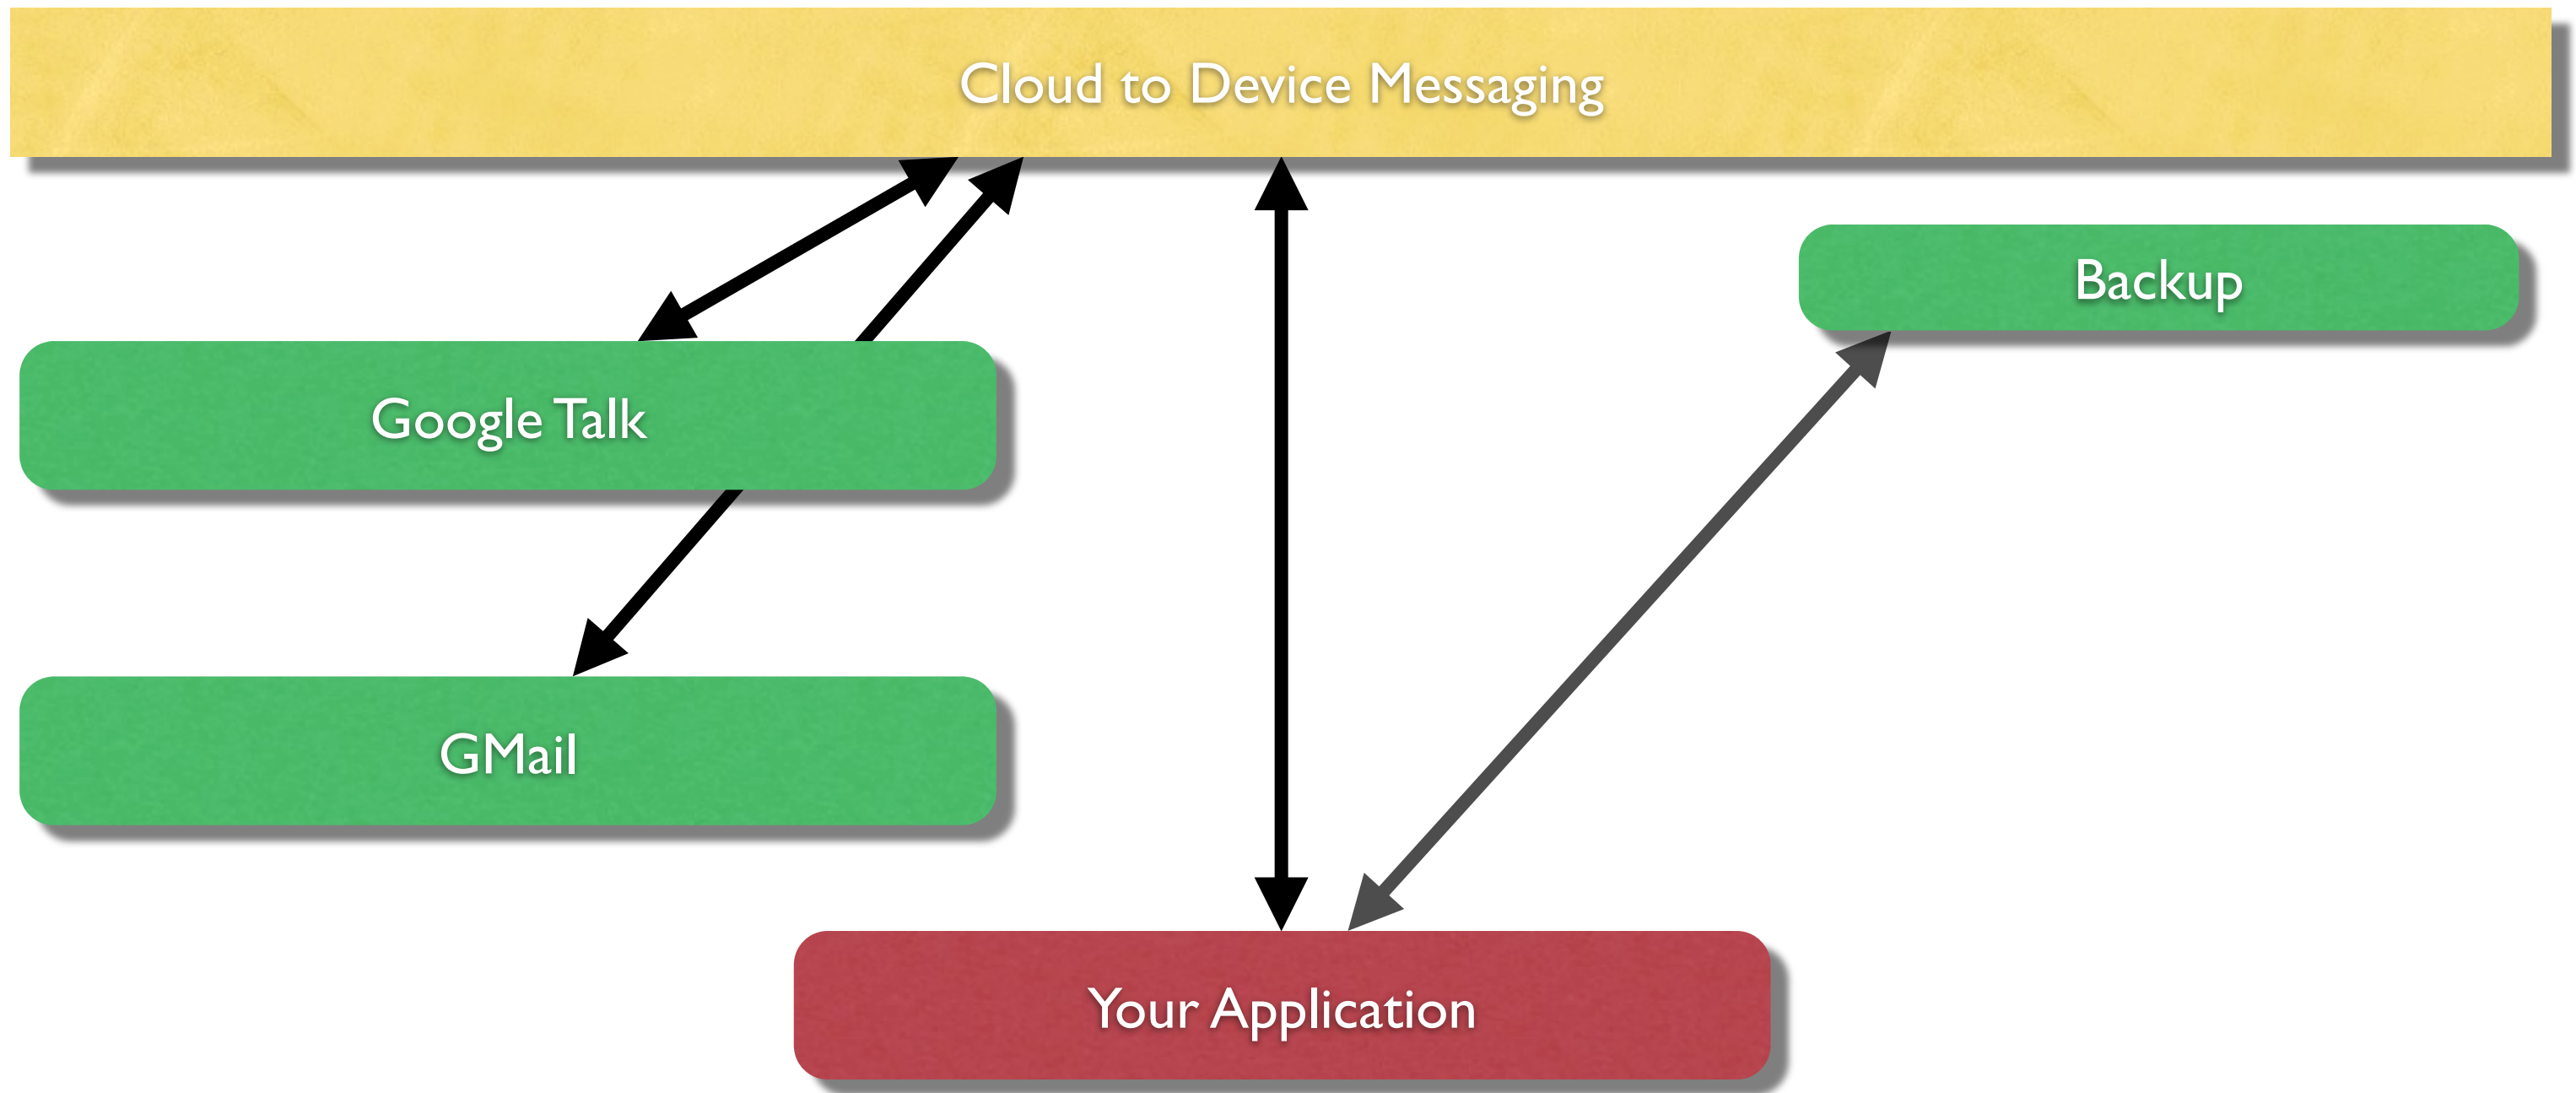 Cloud to Device Messaging
Backup
Google Talk
GMail
Your Application